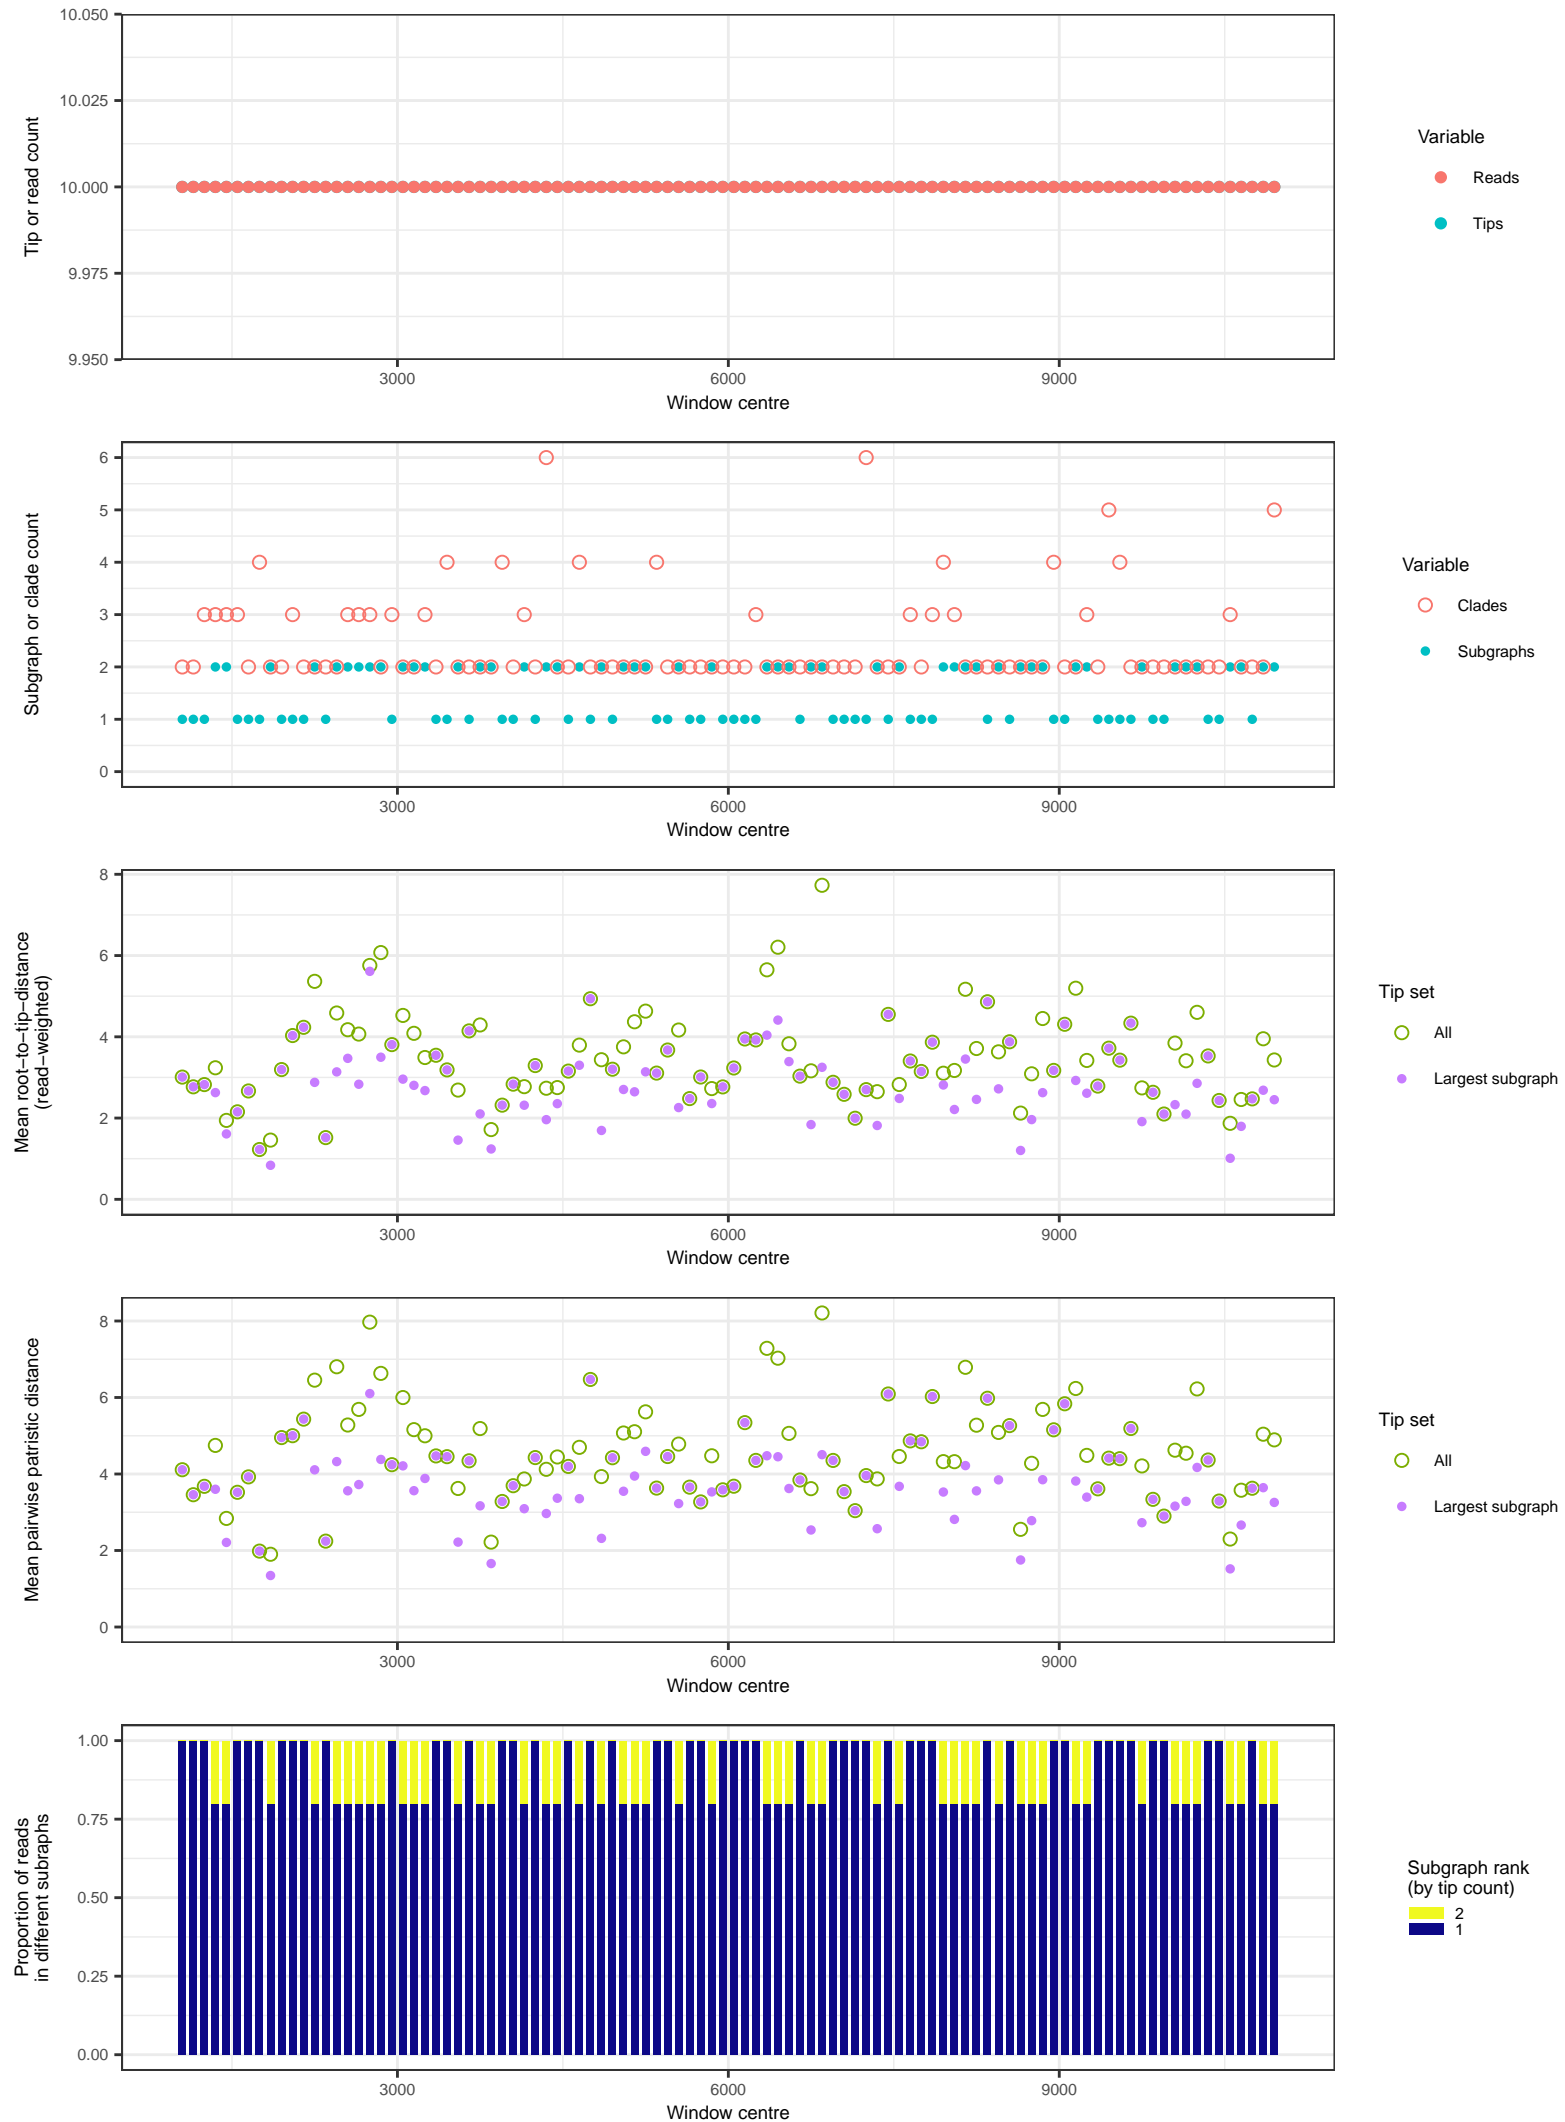 10.050
10.025
10.000
9.975
9.950
Tip or read count
3000 6000 9000
Window centre
Variable
Reads
Tips
6
5
4
3
2
1
0
Subgraph or clade count
3000 6000 9000
Window centre
Variable
Clades
Subgraphs
8
6
4
2
0
Mean root−to−tip−distance
(read−weighted)
3000 6000 9000
Window centre
Tip set
All
Largest subgraph
8
6
4
2
0
Mean pairwise patristic distance
3000 6000 9000
Window centre
Tip set
All
Largest subgraph
1.00
0.75
0.50
0.25
0.00
Proportion of reads
in different subraphs
3000 6000 9000
Window centre
Subgraph rank
(by tip count)
2
1